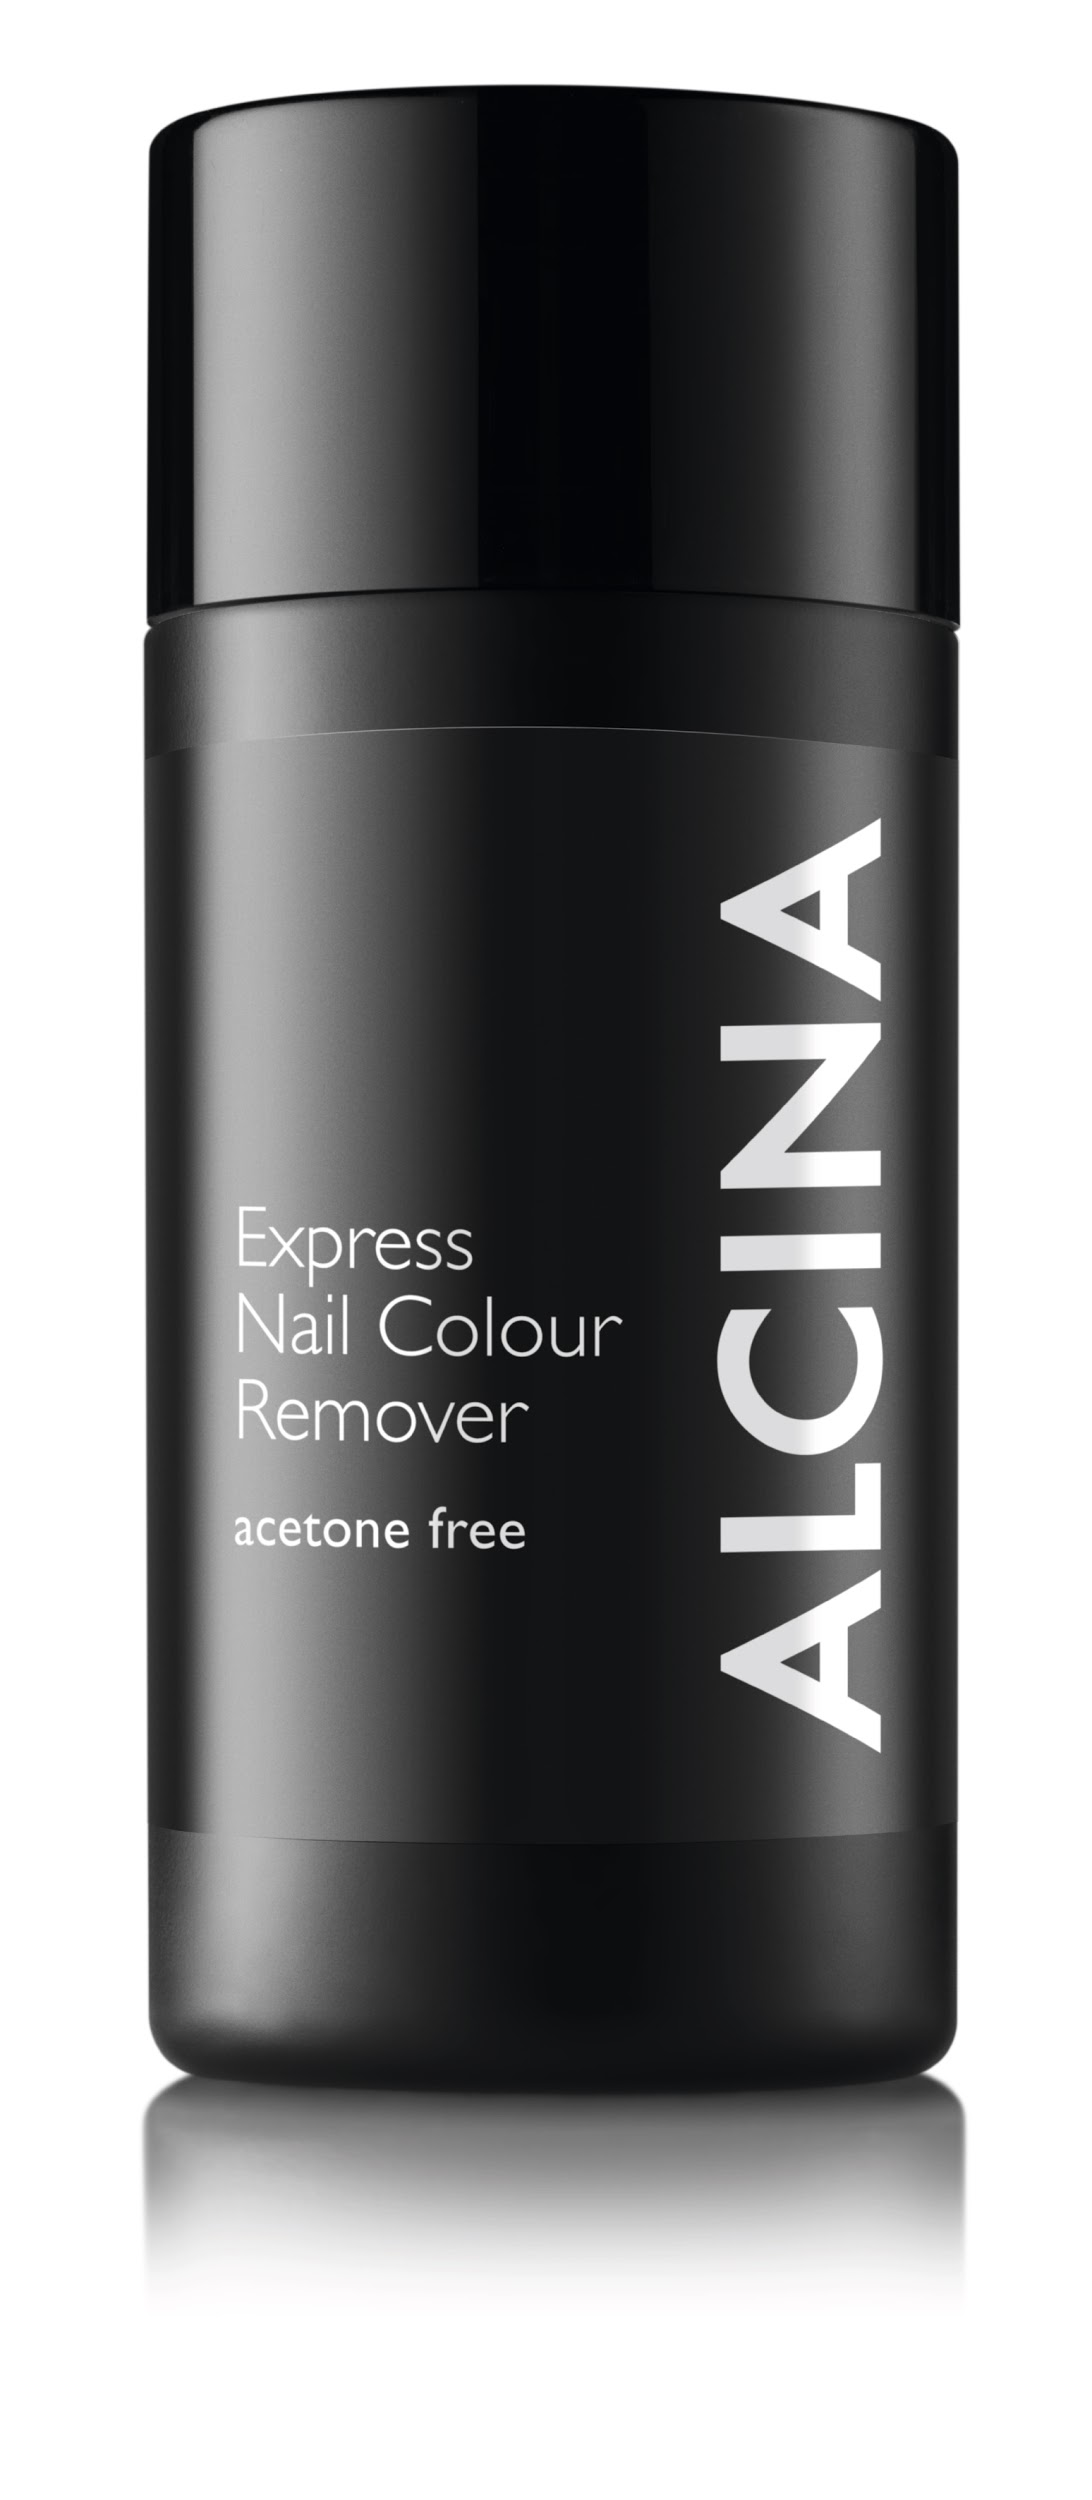 Express
Nail Colour
Remover
acetone free
ALCINA